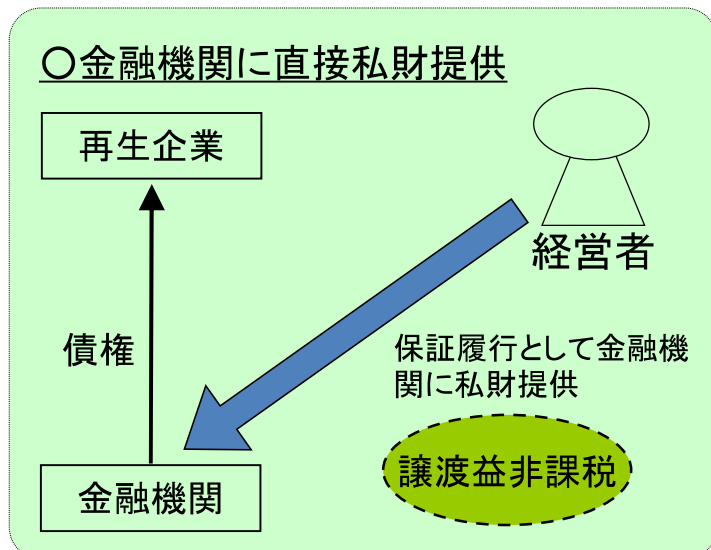 〇金融機関に直接私財提供
再生企業
経営者
債権
保証履行として金融機
関に私財提供
譲渡益非課税
金融機関